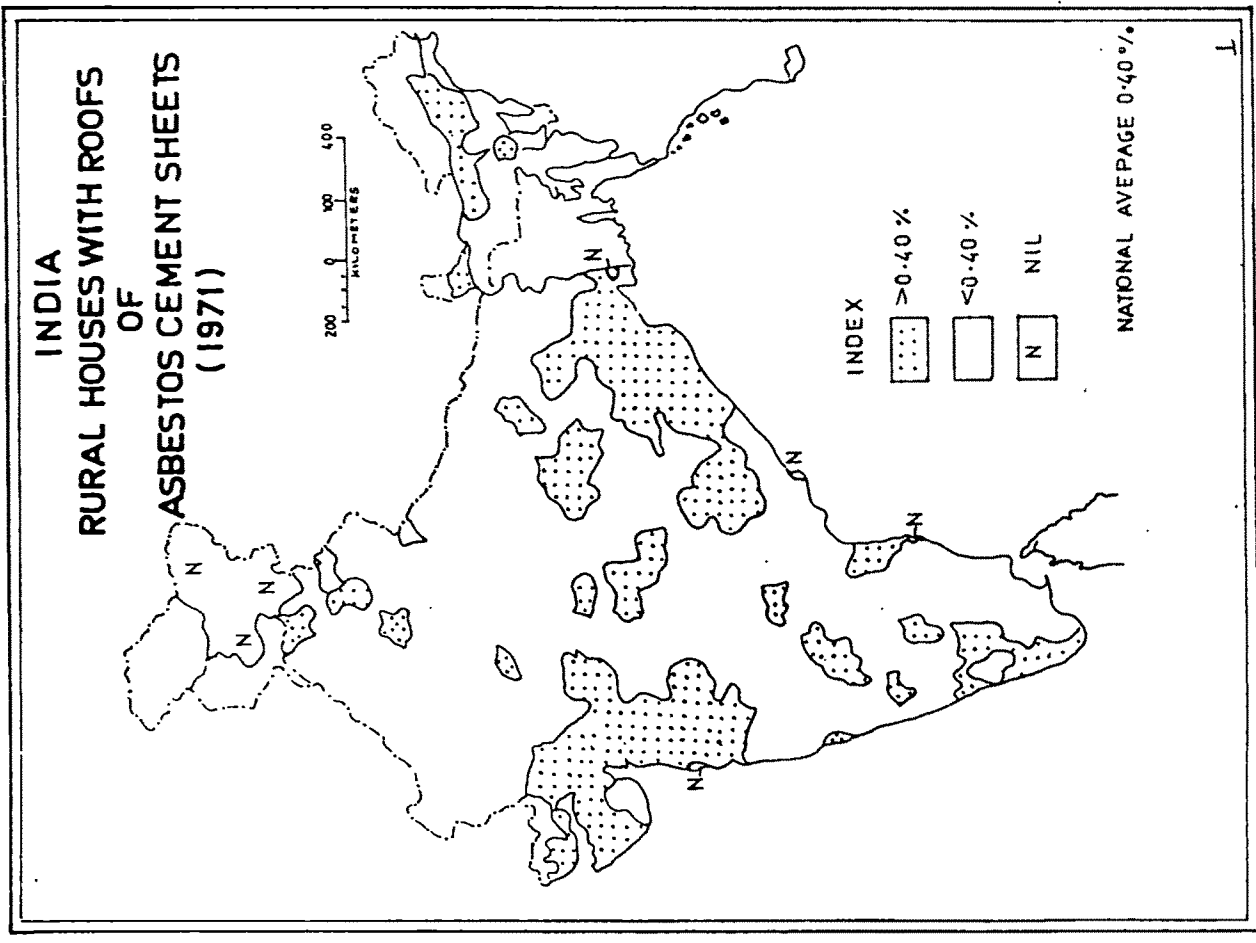 INDIA
RURAL HOUSES WITH ROOFS
OF
ASBESTOS CEMENT SHEETS
(1971)
200 0 100 400
KILOMETERS
N
N
N
N
N
N
N
INDEX
>0·40 %
<0·40 %
N NIL
NATIONAL AVEPAGE 0·40 %.
T